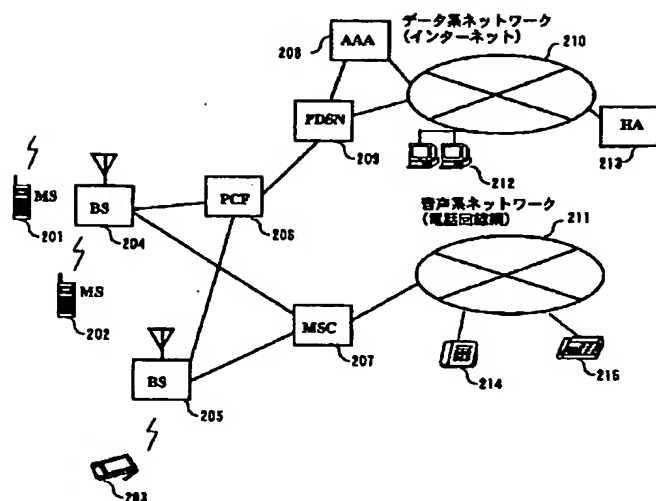 データ系ネットワーク
(インターネット)
210
AAA
208
PDSN
209
HA
213
212
MS
201
BS
204
PCF
206
音声系ネットワーク
(電話回線網)
211
MS
202
MSC
207
214
215
BS
205
203